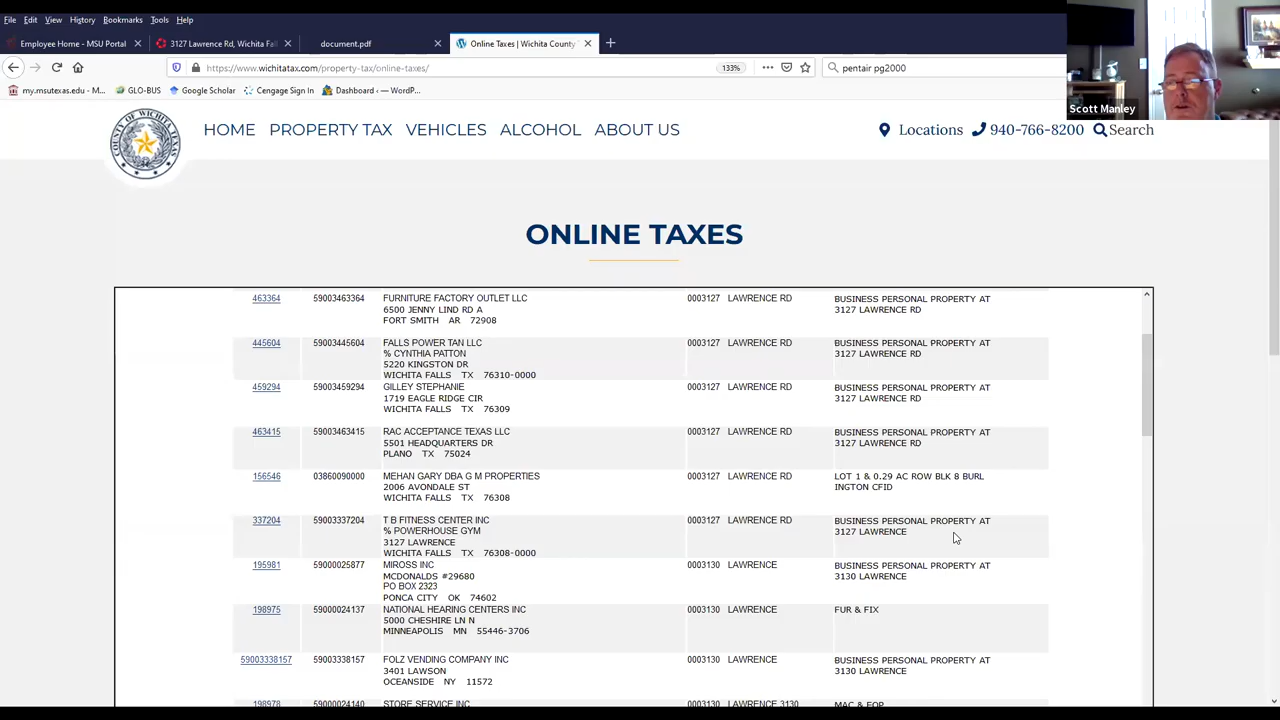 File Edit View History Bookmarks Tools Help
Employee Home - MSU Portal × 3127 Lawrence Rd, Wichita Fal × document.pdf × Online Taxes | Wichita County × +
https://www.wichitatax.com/property-tax/online-taxes/ 133% pentair pg2000
my.msutexas.edu - M... GLO-BUS Google Scholar Cengage Sign In Dashboard ‹ — WordP...
Scott Manley
HOME PROPERTY TAX VEHICLES ALCOHOL ABOUT US Locations 940-766-8200 Search
ONLINE TAXES
463364 59003463364 FURNITURE FACTORY OUTLET LLC 0003127 LAWRENCE RD BUSINESS PERSONAL PROPERTY AT
6500 JENNY LIND RD A 3127 LAWRENCE RD
FORT SMITH AR 72908
445604 59003445604 FALLS POWER TAN LLC 0003127 LAWRENCE RD BUSINESS PERSONAL PROPERTY AT
% CYNTHIA PATTON 3127 LAWRENCE RD
5220 KINGSTON DR
WICHITA FALLS TX 76310-0000
459294 59003459294 GILLEY STEPHANIE 0003127 LAWRENCE RD BUSINESS PERSONAL PROPERTY AT
1719 EAGLE RIDGE CIR 3127 LAWRENCE RD
WICHITA FALLS TX 76309
463415 59003463415 RAC ACCEPTANCE TEXAS LLC 0003127 LAWRENCE RD BUSINESS PERSONAL PROPERTY AT
5501 HEADQUARTERS DR 3127 LAWRENCE RD
PLANO TX 75024
156546 03860090000 MEHAN GARY DBA G M PROPERTIES 0003127 LAWRENCE RD LOT 1 & 0.29 AC ROW BLK 8 BURL
2006 AVONDALE ST INGTON CFID
WICHITA FALLS TX 76308
337204 59003337204 T B FITNESS CENTER INC 0003127 LAWRENCE RD BUSINESS PERSONAL PROPERTY AT
% POWERHOUSE GYM 3127 LAWRENCE
3127 LAWRENCE
WICHITA FALLS TX 76308-0000
195981 59000025877 MIROSS INC 0003130 LAWRENCE BUSINESS PERSONAL PROPERTY AT
MCDONALDS #29680 3130 LAWRENCE
PO BOX 2323
PONCA CITY OK 74602
198975 59000024137 NATIONAL HEARING CENTERS INC 0003130 LAWRENCE FUR & FIX
5000 CHESHIRE LN N
MINNEAPOLIS MN 55446-3706
59003338157 59003338157 FOLZ VENDING COMPANY INC 0003130 LAWRENCE BUSINESS PERSONAL PROPERTY AT
3401 LAWSON 3130 LAWRENCE
OCEANSIDE NY 11572
198978 59000024140 STORE SERVICE INC 0003130 LAWRENCE 3130 MAC & EQP